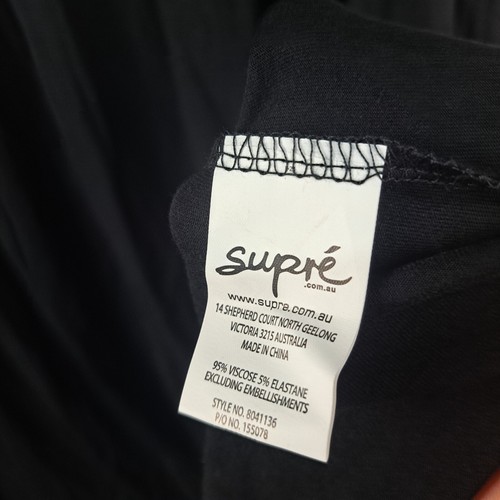 supré
.com.au
www.supre.com.au
14 SHEPHERD COURT NORTH GEELONG
VICTORIA 3215 AUSTRALIA
MADE IN CHINA
95% VISCOSE 5% ELASTANE
EXCLUDING EMBELLISHMENTS
STYLE NO. 8041136
P/O NO. 155078